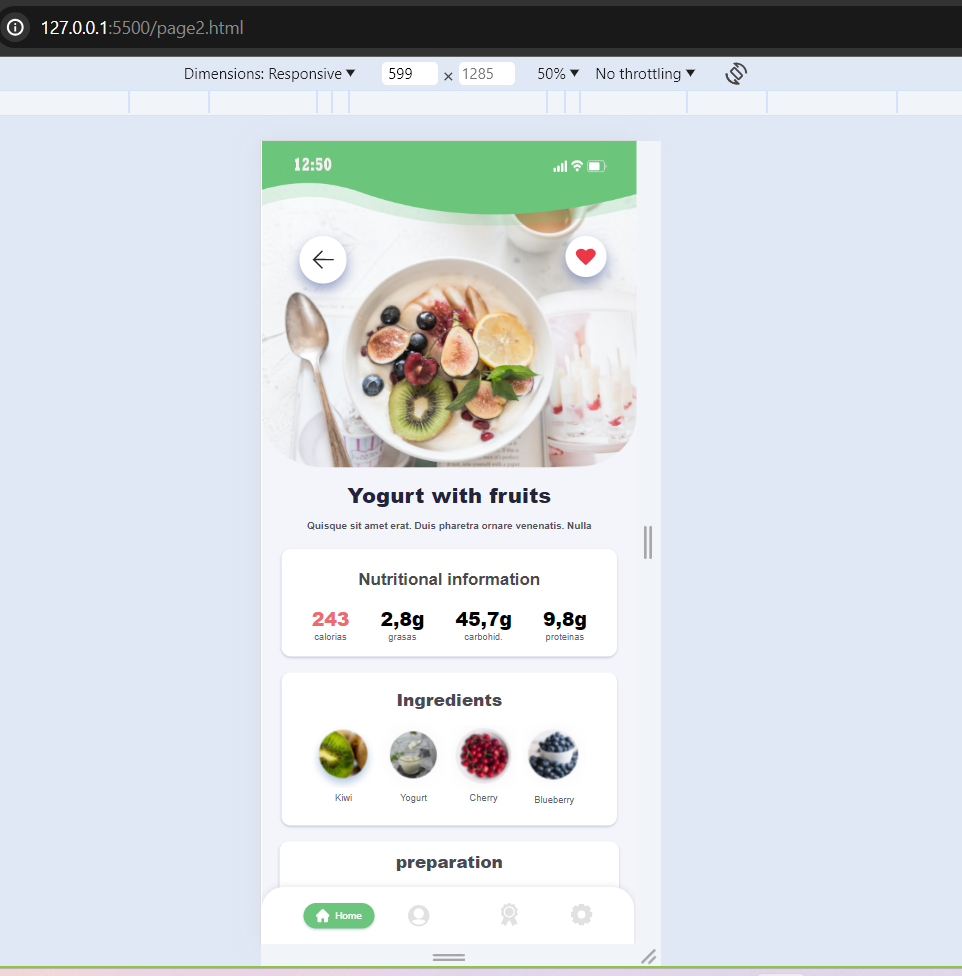 127.0.0.1:5500/page2.html
Dimensions: Responsive ▼ 599 × 1285 50% ▼ No throttling ▼
12:50
Yogurt with fruits
Quisque sit amet erat. Duis pharetra ornare venenatis. Nulla
Nutritional information
243 2,8g 45,7g 9,8g
calorias grasas carbohid. proteinas
Ingredients
Kiwi Yogurt Cherry Blueberry
preparation
Home